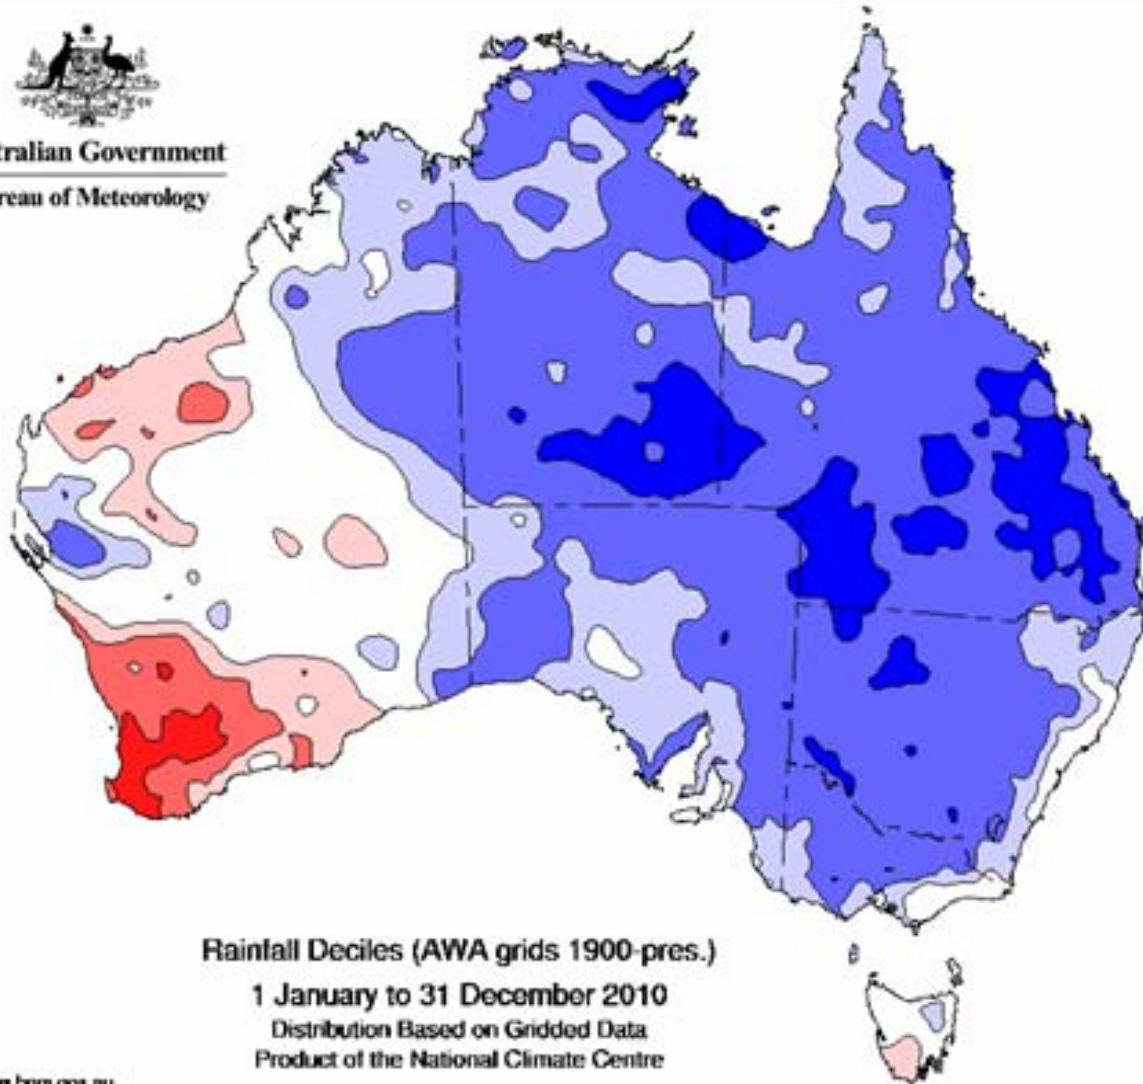 tralian Government
reau of Meteorology
Rainfall Deciles (AWA grids 1900-pres.)
1 January to 31 December 2010
Distribution Based on Gridded Data
Product of the National Climate Centre